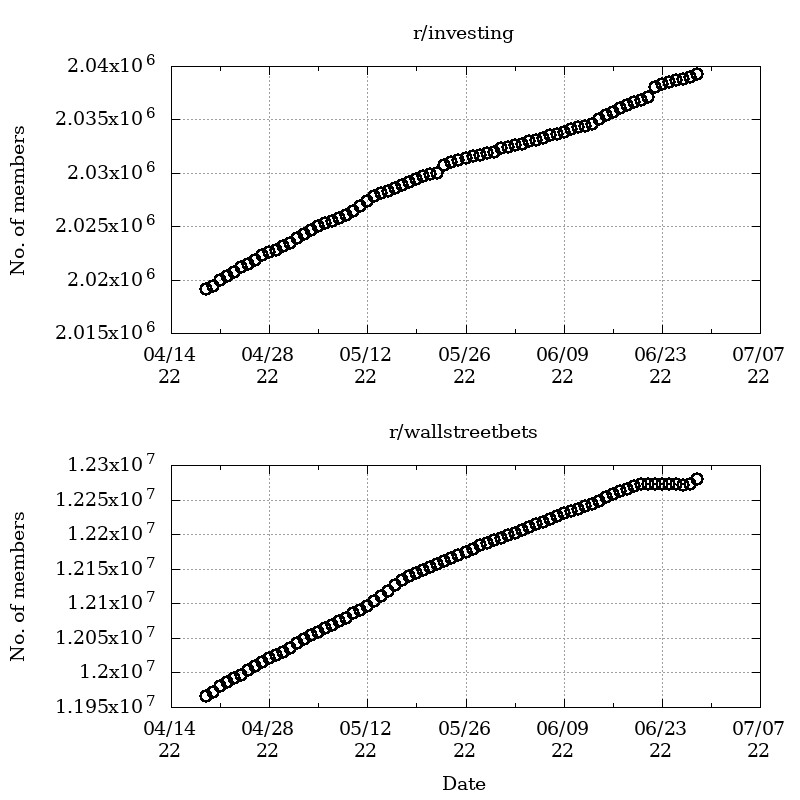 r/investing
No. of members
2.04x10^6
2.035x10^6
2.03x10^6
2.025x10^6
2.02x10^6
2.015x10^6
04/14 04/28 05/12 05/26 06/09 06/23 07/07
22 22 22 22 22 22 22
r/wallstreetbets
No. of members
1.23x10^7
1.225x10^7
1.22x10^7
1.215x10^7
1.21x10^7
1.205x10^7
1.2x10^7
1.195x10^7
04/14 04/28 05/12 05/26 06/09 06/23 07/07
22 22 22 22 22 22 22
Date